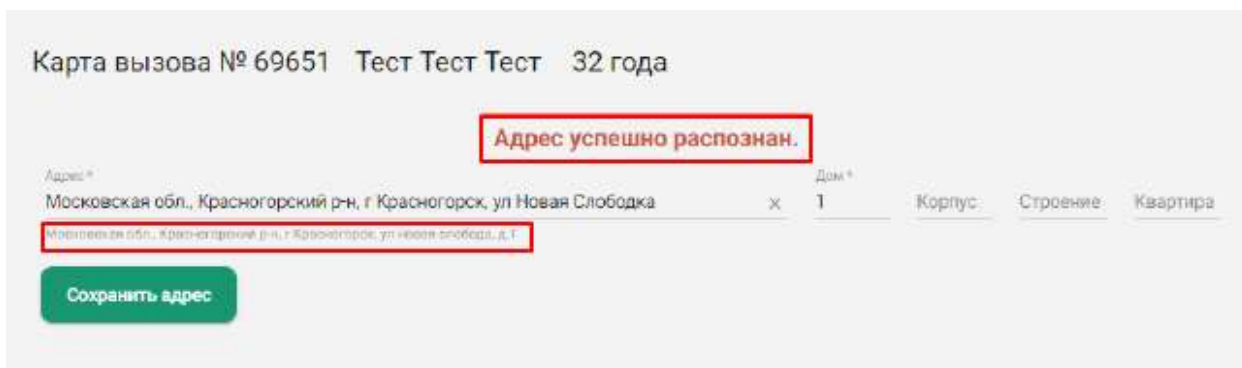 Карта вызова № 69651 Тест Тест Тест 32 года
Адрес успешно распознан.
Адрес * Дом *
Московская обл., Красногорский р-н, г Красногорск, ул Новая Слободка × 1 Корпус Строение Квартира
Московская обл., Красногорский р-н, г Красногорск, ул новая слобода, д.1
Сохранить адрес